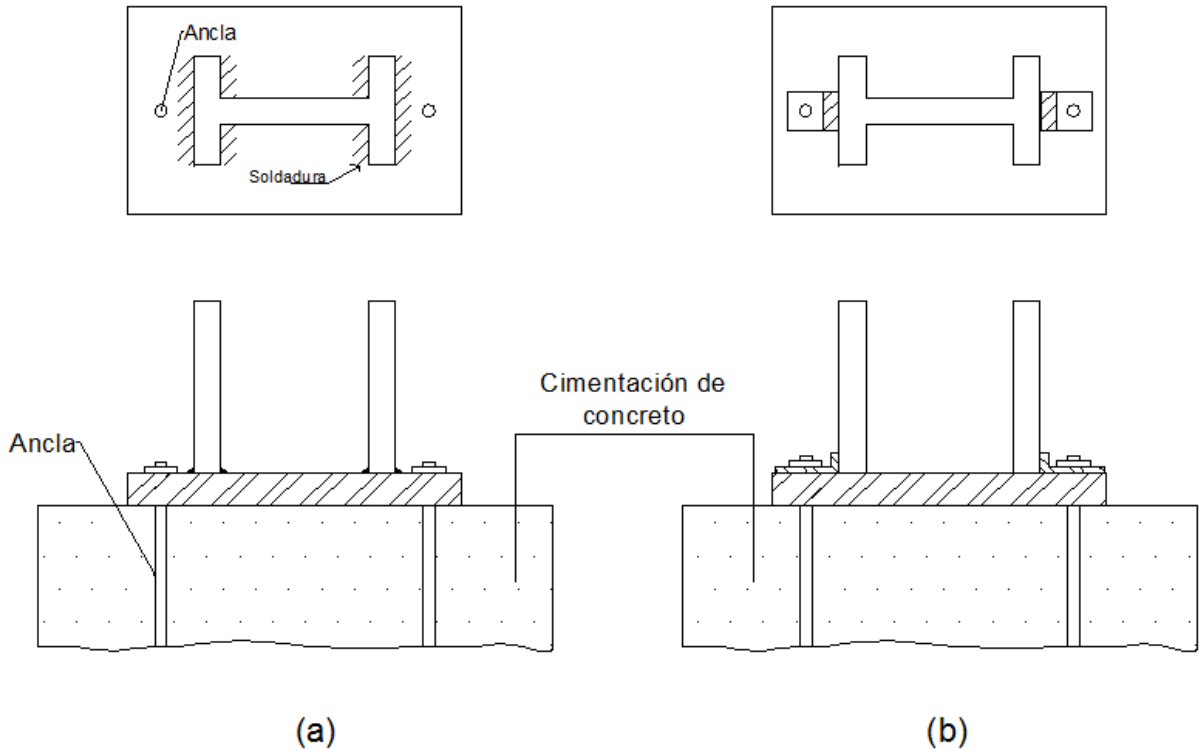 Ancla
Soldadura
Cimentación de
concreto
Ancla
(a)
(b)